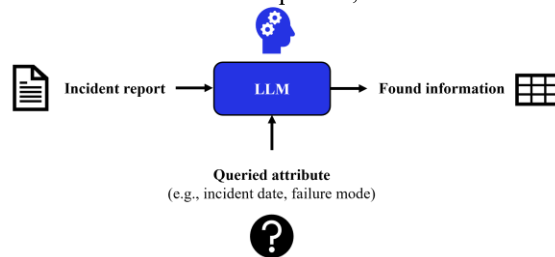 Incident report
LLM
Found information
Queried attribute
(e.g., incident date, failure mode)
?